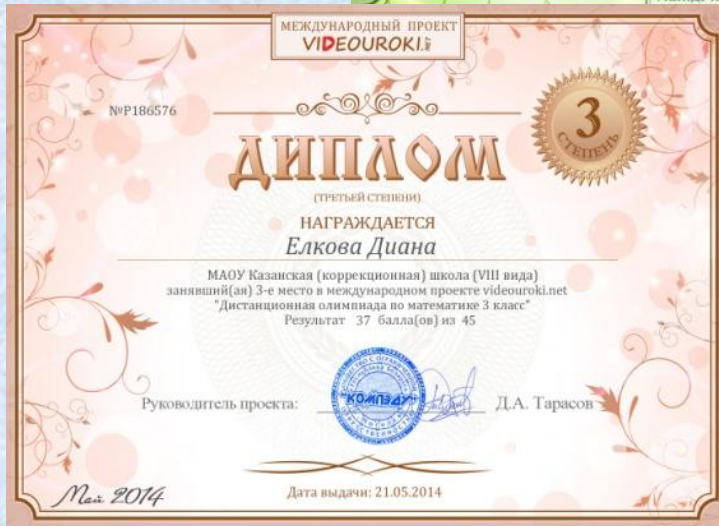 МЕЖДУНАРОДНЫЙ ПРОЕКТ
VIDEOUROKI.net
№P186576
3
СТЕПЕНЬ
ДИПЛОМ
(ТРЕТЬЕЙ СТЕПЕНИ)
НАГРАЖДАЕТСЯ
Елкова Диана
МАОУ Казанская (коррекционная) школа (VIII вида)
занявший(ая) 3-е место в международном проекте videouroki.net
"Дистанционная олимпиада по математике 3 класс"
Результат 37 балла(ов) из 45
"КОМПЭДУ"
Руководитель проекта: Д.А. Тарасов
Май 2014
Дата выдачи: 21.05.2014